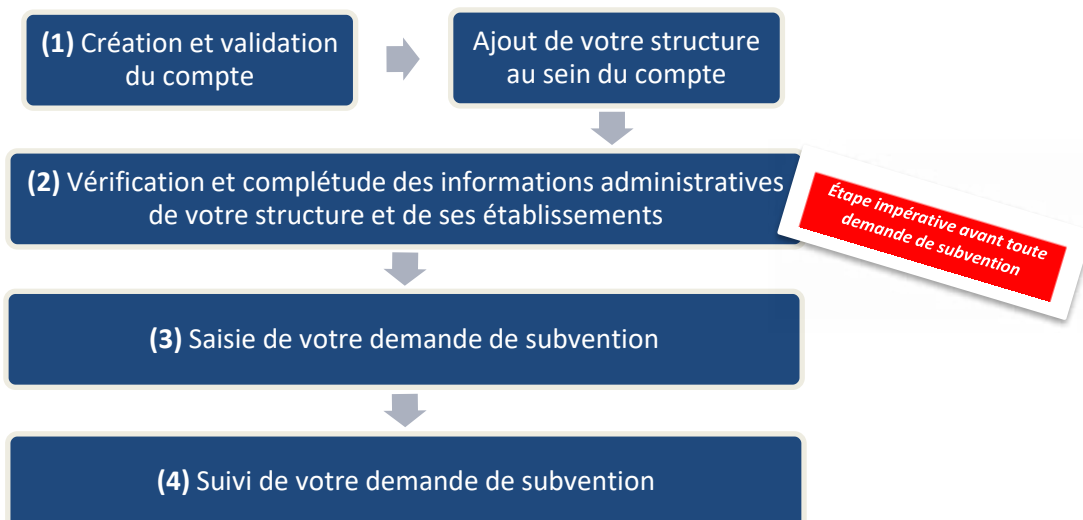 (1) Création et validation
du compte
Ajout de votre structure
au sein du compte
(2) Vérification et complétude des informations administratives
de votre structure et de ses établissements
Étape impérative avant toute
demande de subvention
(3) Saisie de votre demande de subvention
(4) Suivi de votre demande de subvention